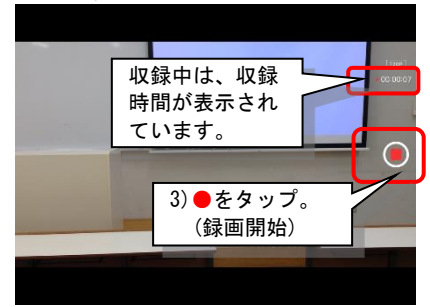 [time]
00:00:07
収録中は、収録
時間が表示され
ています。
3)●をタップ。
(録画開始)